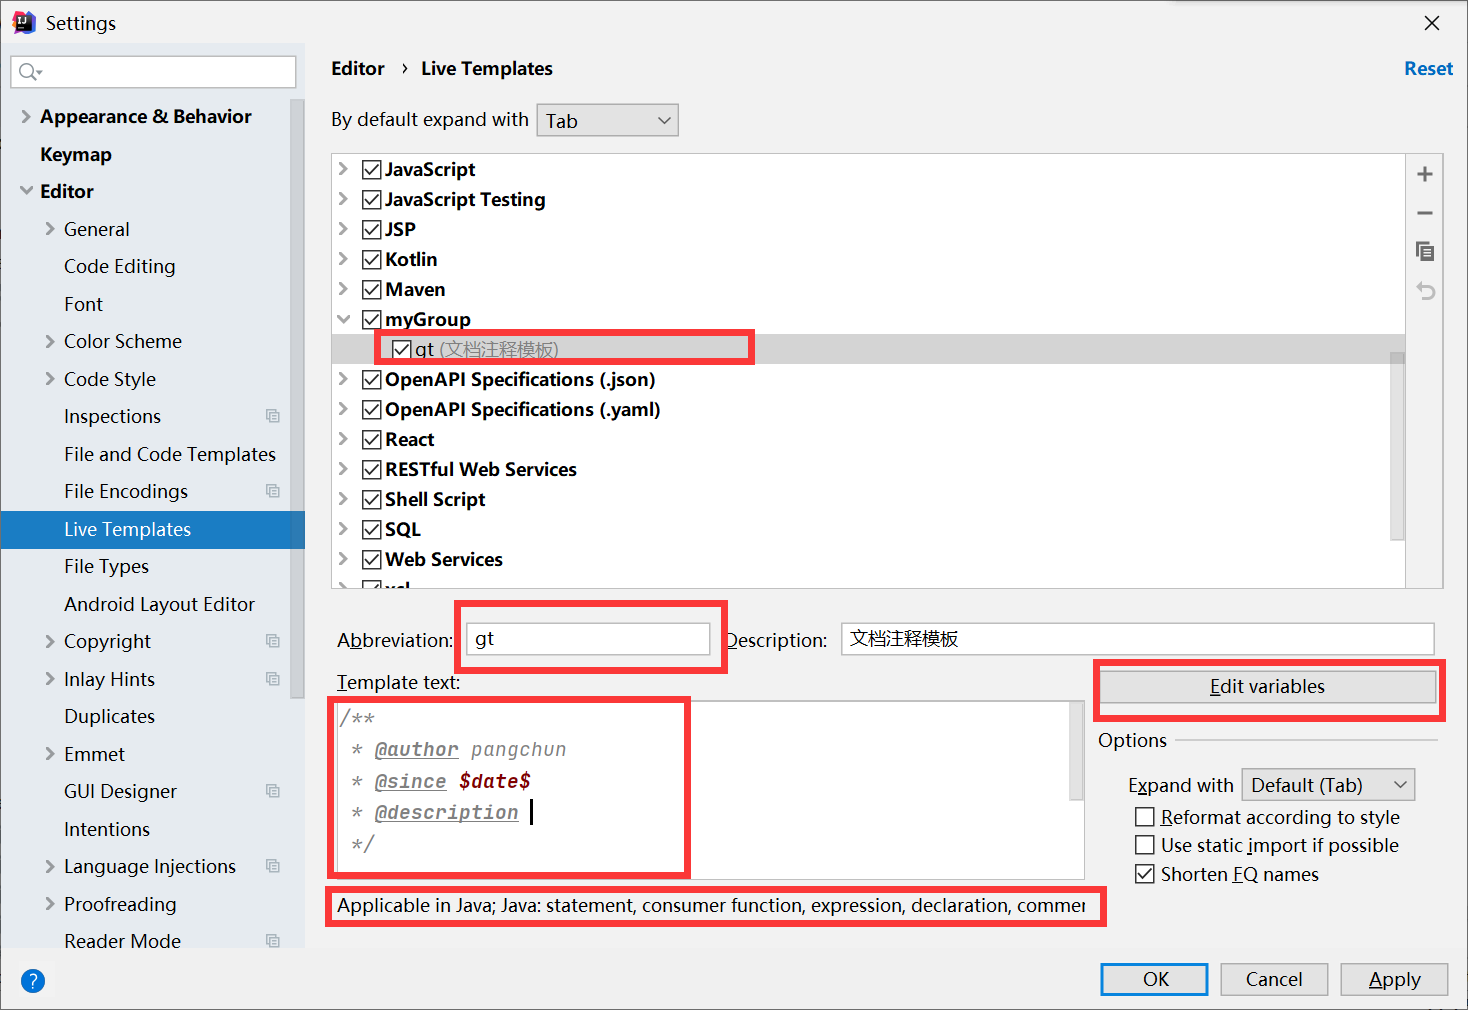 Settings
Editor › Live Templates
Reset
By default expand with Tab
Appearance & Behavior
Keymap
Editor
General
Code Editing
Font
Color Scheme
Code Style
Inspections
File and Code Templates
File Encodings
Live Templates
File Types
Android Layout Editor
Copyright
Inlay Hints
Duplicates
Emmet
GUI Designer
Intentions
Language Injections
Proofreading
Reader Mode
JavaScript
JavaScript Testing
JSP
Kotlin
Maven
myGroup
gt (文档注释模板)
OpenAPI Specifications (.json)
OpenAPI Specifications (.yaml)
React
RESTful Web Services
Shell Script
SQL
Web Services
Abbreviation: gt Description: 文档注释模板
Template text:
/**
* @author pangchun
* @since $date$
* @description
*/
Edit variables
Options
Expand with Default (Tab)
Reformat according to style
Use static import if possible
Shorten FQ names
Applicable in Java; Java: statement, consumer function, expression, declaration, commer
?
OK Cancel Apply